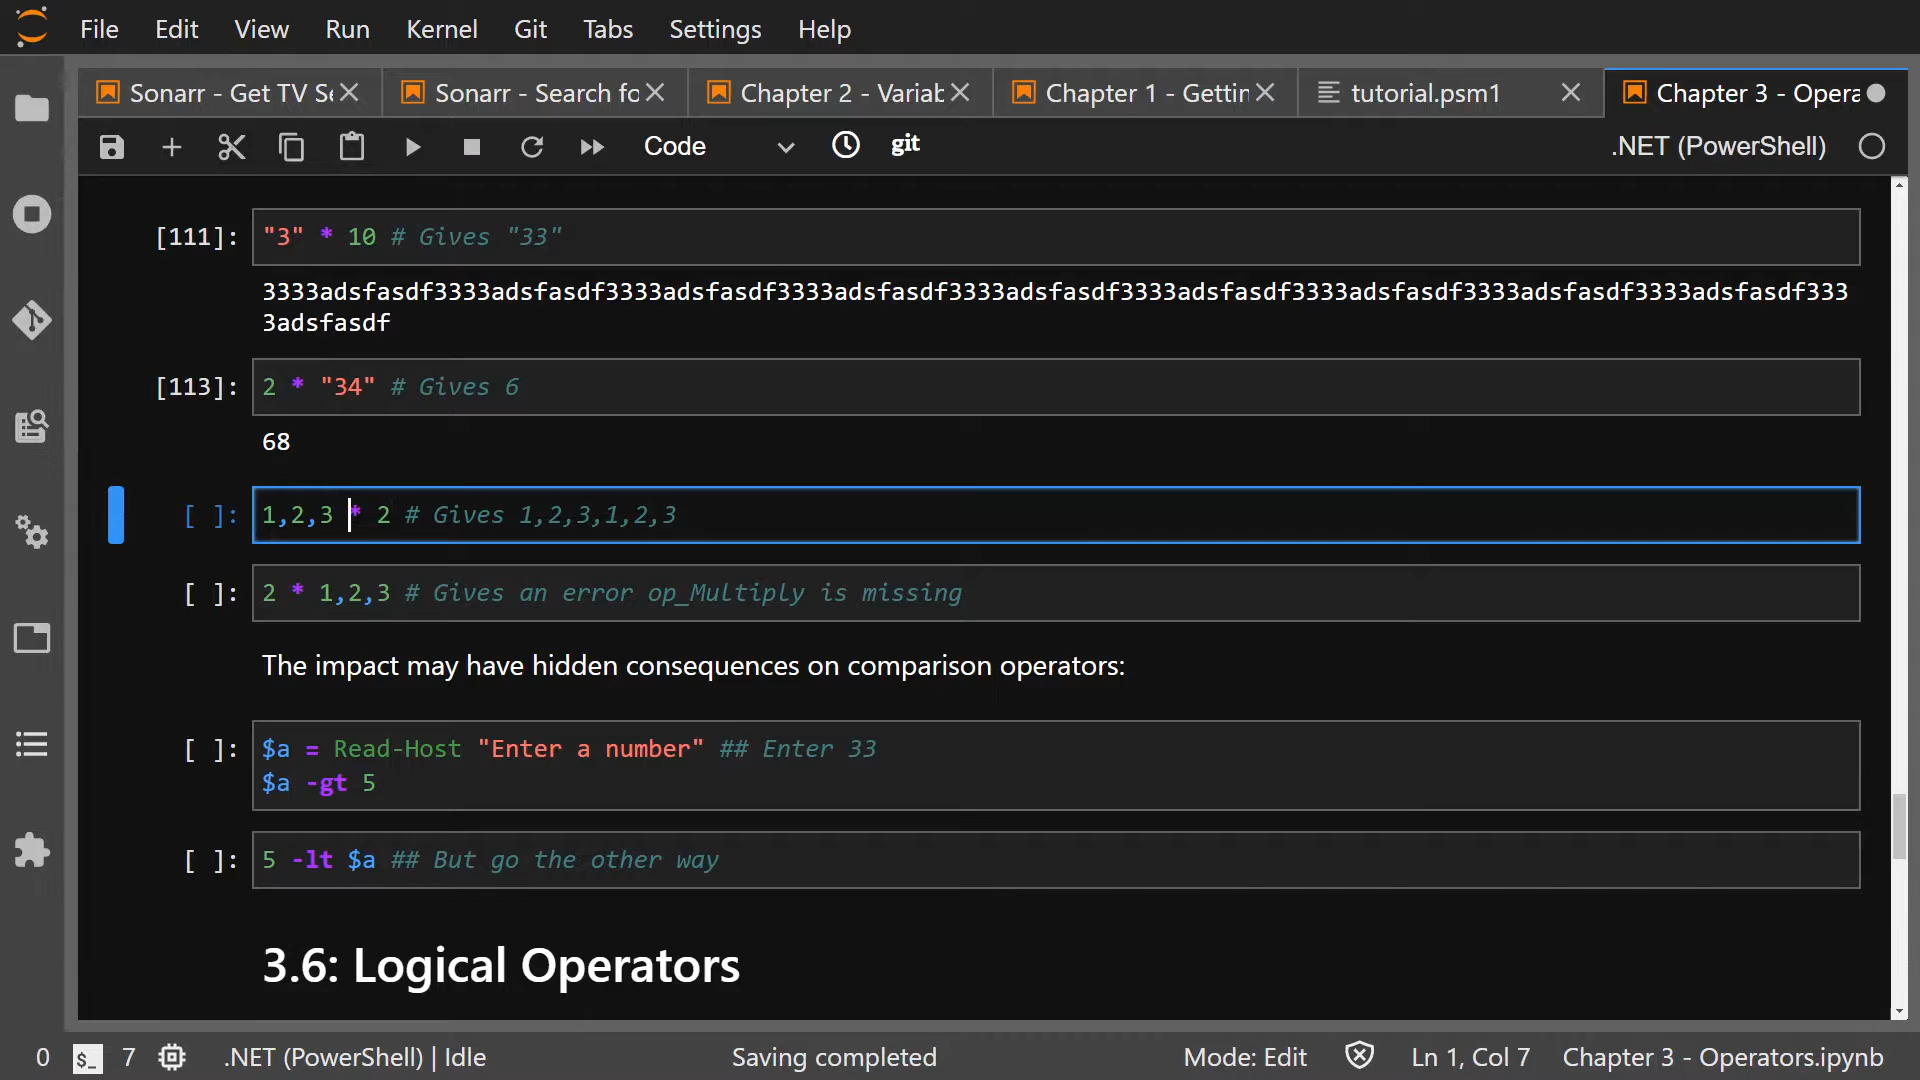 File Edit View Run Kernel Git Tabs Settings Help
Sonarr - Get TV Se Sonarr - Search fo Chapter 2 - Variab Chapter 1 - Gettin tutorial.psm1 Chapter 3 - Opera
Code git .NET (PowerShell)
[111]: "3" * 10 # Gives "33"
3333adsfasdf3333adsfasdf3333adsfasdf3333adsfasdf3333adsfasdf3333adsfasdf3333adsfasdf3333adsfasdf3333adsfasdf333
3adsfasdf
[113]: 2 * "34" # Gives 6
68
[ ]: 1,2,3 * 2 # Gives 1,2,3,1,2,3
[ ]: 2 * 1,2,3 # Gives an error op_Multiply is missing
The impact may have hidden consequences on comparison operators:
[ ]: $a = Read-Host "Enter a number" ## Enter 33
$a -gt 5
[ ]: 5 -lt $a ## But go the other way
3.6: Logical Operators
0 $_ 7 .NET (PowerShell) | Idle Saving completed Mode: Edit Ln 1, Col 7 Chapter 3 - Operators.ipynb